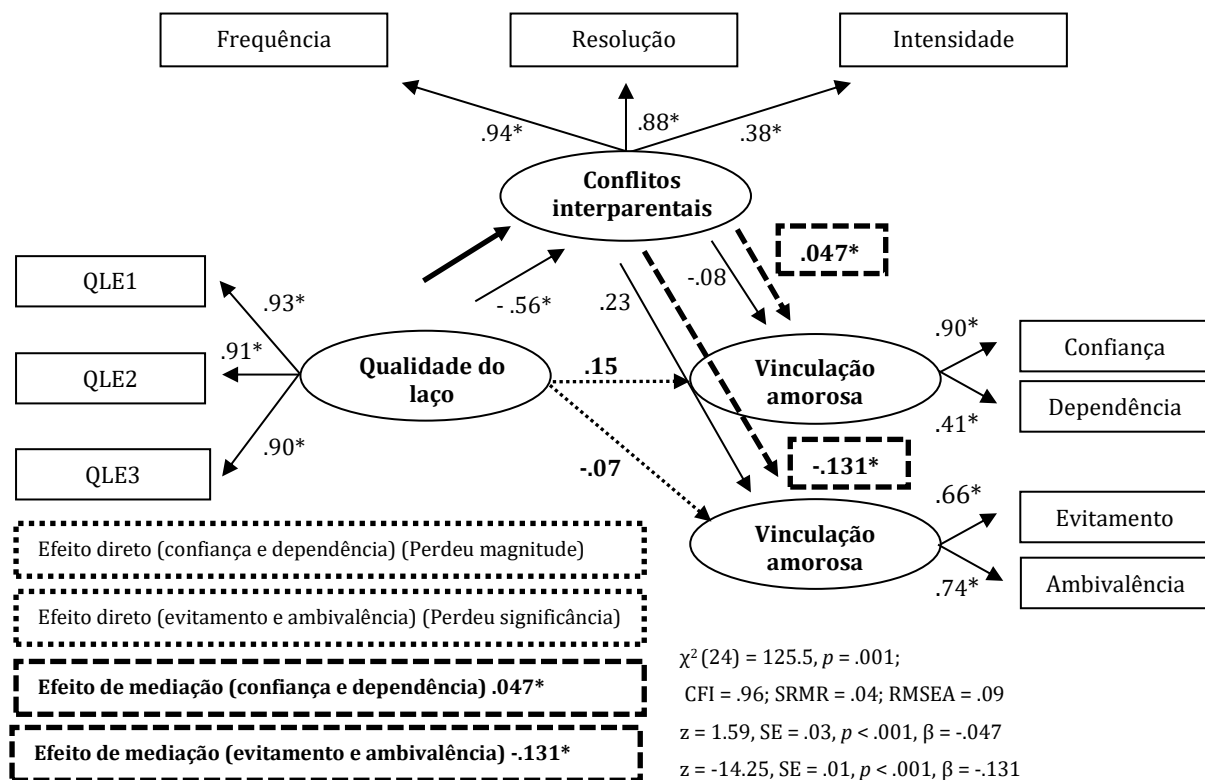 Frequência
Resolução
Intensidade
.94*
.88*
.38*
Conflitos
interparentais
.047*
-.08
QLE1
.93*
- .56*
.23
.90*
Confiança
QLE2
.91*
Qualidade do
laço
.15
Vinculação
amorosa
Dependência
.41*
QLE3
.90*
-.07
-.131*
.66*
Evitamento
Vinculação
amorosa
Ambivalência
.74*
Efeito direto (confiança e dependência) (Perdeu magnitude)
Efeito direto (evitamento e ambivalência) (Perdeu significância)
Efeito de mediação (confiança e dependência) .047*
Efeito de mediação (evitamento e ambivalência) -.131*
χ² (24) = 125.5, p = .001;
CFI = .96; SRMR = .04; RMSEA = .09
z = 1.59, SE = .03, p < .001, β = -.047
z = -14.25, SE = .01, p < .001, β = -.131